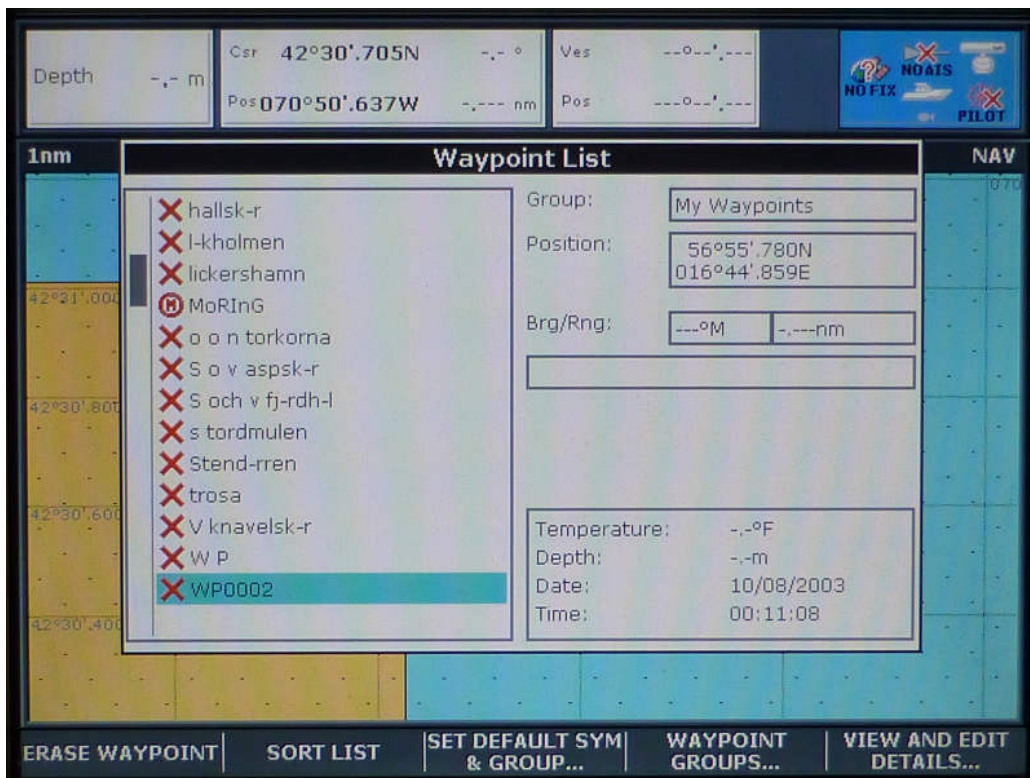 Depth -.- m
Csr 42°30'.705N -.- °
Pos 070°50'.637W -.--- nm
Ves --°--'.---
Pos ---°--'.---
NO FIX
NO AIS
PILOT
1nm
Waypoint List
NAV
070
42°31'.000
42°30'.800
42°30'.600
42°30'.400
hallsk-r
l-kholmen
lickershamn
M MoRInG
o o n torkorna
S o v aspsk-r
S och v fj-rdh-l
s tordmulen
Stend-rren
trosa
V knavelsk-r
W P
WP0002
Group: My Waypoints
Position: 56°55'.780N
016°44'.859E
Brg/Rng: ---°M -.---nm
Temperature: -.-°F
Depth: -.-m
Date: 10/08/2003
Time: 00:11:08
ERASE WAYPOINT
SORT LIST
SET DEFAULT SYM
& GROUP...
WAYPOINT
GROUPS...
VIEW AND EDIT
DETAILS...